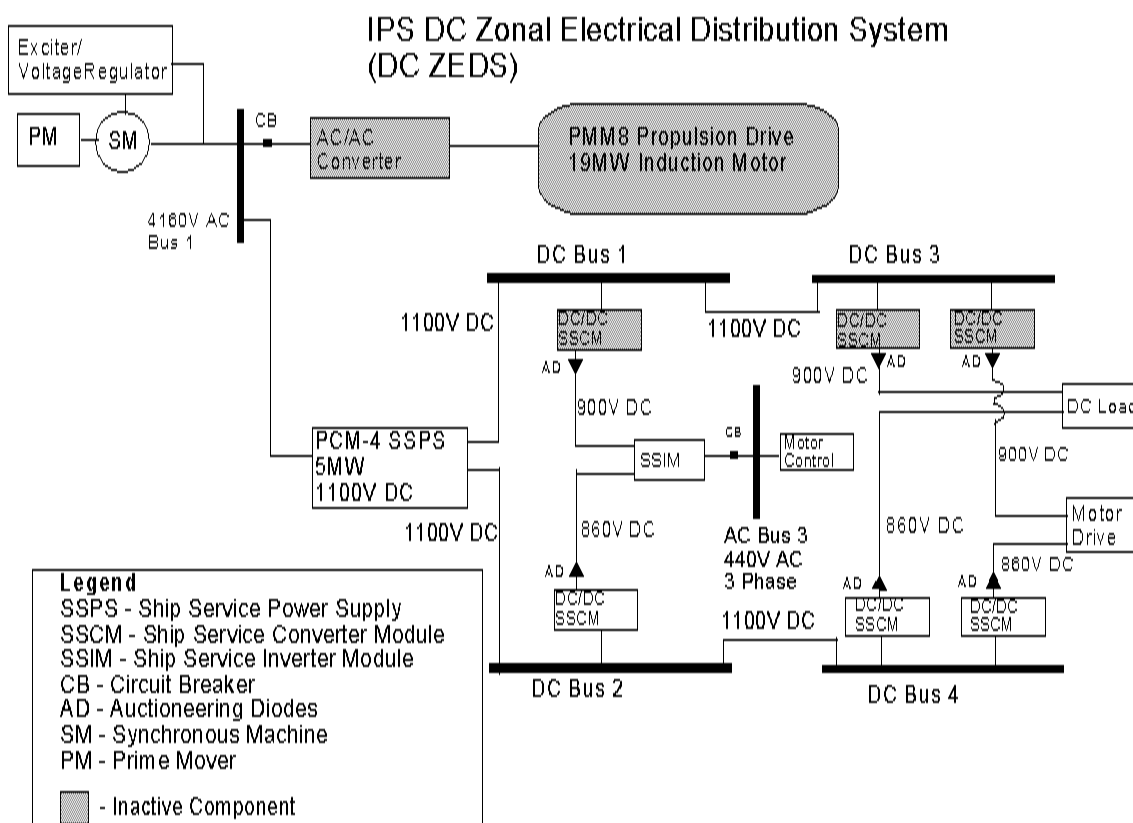 IPS DC Zonal Electrical Distribution System
(DC ZEDS)
Exciter/
VoltageRegulator
PM
SM
CB
AC/AC
Converter
PMM8 Propulsion Drive
19MW Induction Motor
4160V AC
Bus 1
DC Bus 1
DC Bus 3
1100V DC
DC/DC
SSCM
1100V DC
DC/DC
SSCM
DC/DC
SSCM
AD
AD
AD
900V DC
900V DC
DC Load
PCM-4 SSPS
5MW
1100V DC
SSIM
CB
Motor
Control
900V DC
1100V DC
860V DC
AC Bus 3
440V AC
3 Phase
860V DC
Motor
Drive
860V DC
AD
AD
AD
DC/DC
SSCM
1100V DC
DC/DC
SSCM
DC/DC
SSCM
DC Bus 2
DC Bus 4
Legend
SSPS - Ship Service Power Supply
SSCM - Ship Service Converter Module
SSIM - Ship Service Inverter Module
CB - Circuit Breaker
AD - Auctioneering Diodes
SM - Synchronous Machine
PM - Prime Mover
- Inactive Component